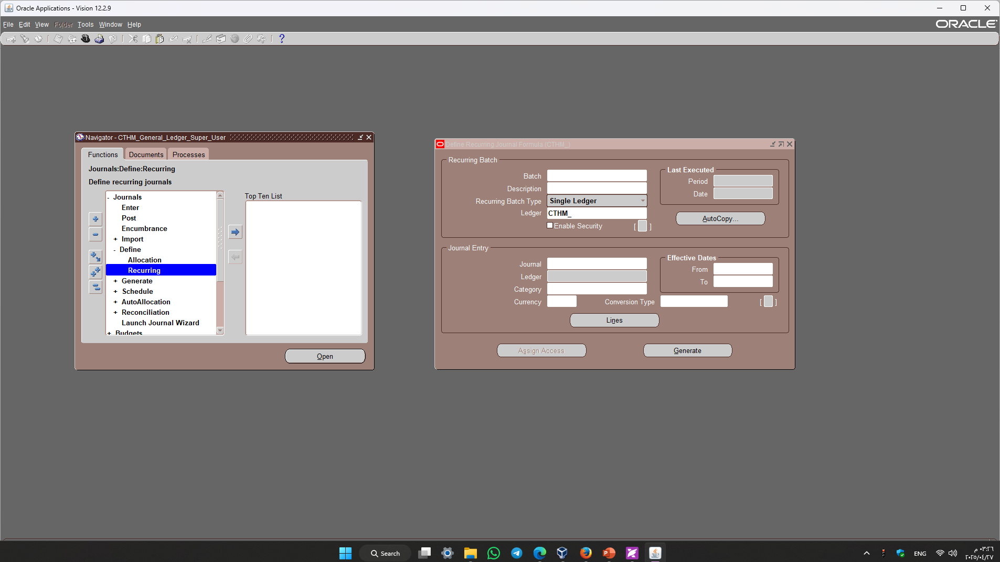 Oracle Applications - Vision 12.2.9
File Edit View Folder Tools Window Help
ORACLE
Navigator - CTHM_General_Ledger_Super_User
Functions Documents Processes
Journals:Define:Recurring
Define recurring journals
- Journals
Enter
Post
Encumbrance
+ Import
- Define
Allocation
Recurring
+ Generate
+ Schedule
+ AutoAllocation
+ Reconciliation
Launch Journal Wizard
+ Budgets
Top Ten List
Open
Define Recurring Journal Formula (CTHM_)
Recurring Batch
Batch
Description
Recurring Batch Type Single Ledger
Ledger CTHM_
Enable Security [ ]
Last Executed
Period
Date
AutoCopy...
Journal Entry
Journal
Ledger
Category
Currency Conversion Type [ ]
Effective Dates
From
To
Lines
Assign Access
Generate
Search
ENG
٠٣:٢٦ م
٢٠٢٥/٠٤/٢٧